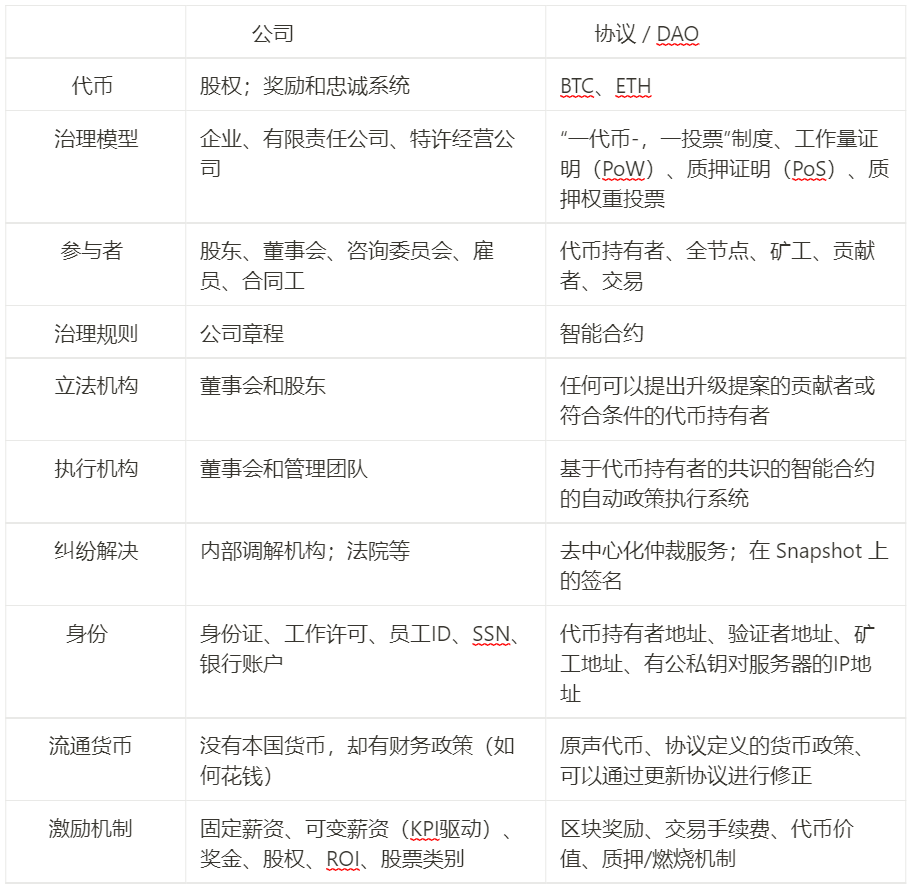 公司
协议 / DAO
代币
股权；奖励和忠诚系统
BTC、ETH
治理模型
企业、有限责任公司、特许经营公
司
“一代币-，一投票”制度、工作量证
明（PoW）、质押证明（PoS）、质
押权重投票
参与者
股东、董事会、咨询委员会、雇
员、合同工
代币持有者、全节点、矿工、贡献
者、交易
治理规则
公司章程
智能合约
立法机构
董事会和股东
任何可以提出升级提案的贡献者或
符合条件的代币持有者
执行机构
董事会和管理团队
基于代币持有者的共识的智能合约
的自动政策执行系统
纠纷解决
内部调解机构；法院等
去中心化仲裁服务；在 Snapshot 上
的签名
身份
身份证、工作许可、员工ID、SSN、
银行账户
代币持有者地址、验证者地址、矿
工地址、有公私钥对服务器的IP地
址
流通货币
没有本国货币，却有财务政策（如
何花钱）
原声代币、协议定义的货币政策、
可以通过更新协议进行修正
激励机制
固定薪资、可变薪资（KPI驱动）、
奖金、股权、ROI、股票类别
区块奖励、交易手续费、代币价
值、质押/燃烧机制